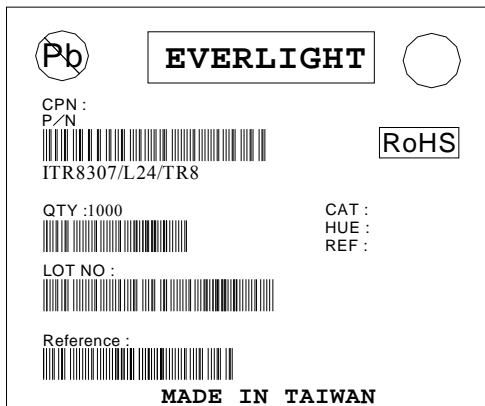 Pb EVERLIGHT
CPN :
P/N
RoHS
ITR8307/L24/TR8
QTY :1000
CAT :
HUE :
REF :
LOT NO :
Reference :
MADE IN TAIWAN